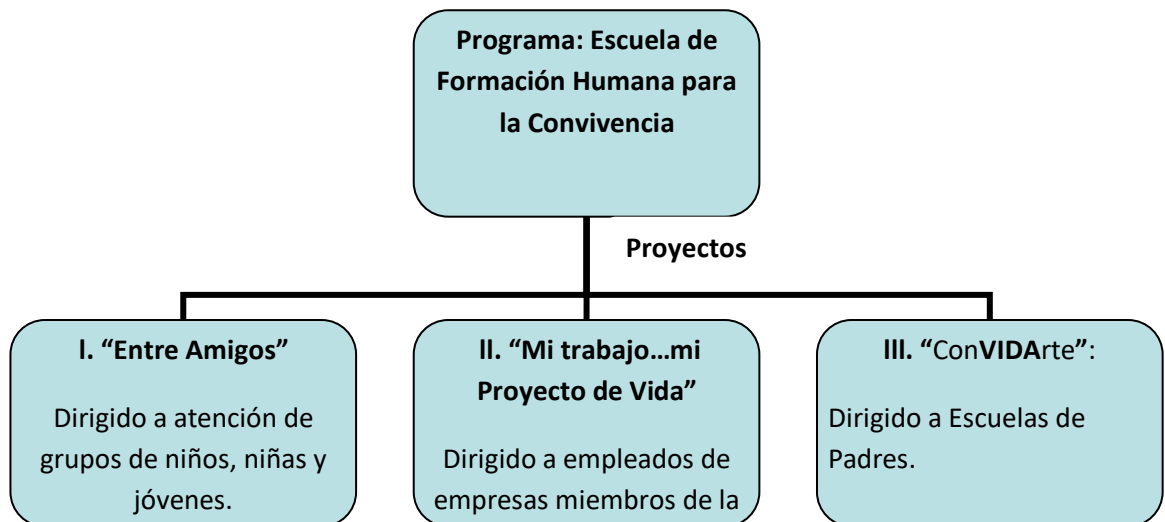 Programa: Escuela de
Formación Humana para
la Convivencia
Proyectos
I. “Entre Amigos”
Dirigido a atención de
grupos de niños, niñas y
jóvenes.
II. “Mi trabajo…mi
Proyecto de Vida”
Dirigido a empleados de
empresas miembros de la
III. “ConVIDArte”:
Dirigido a Escuelas de
Padres.